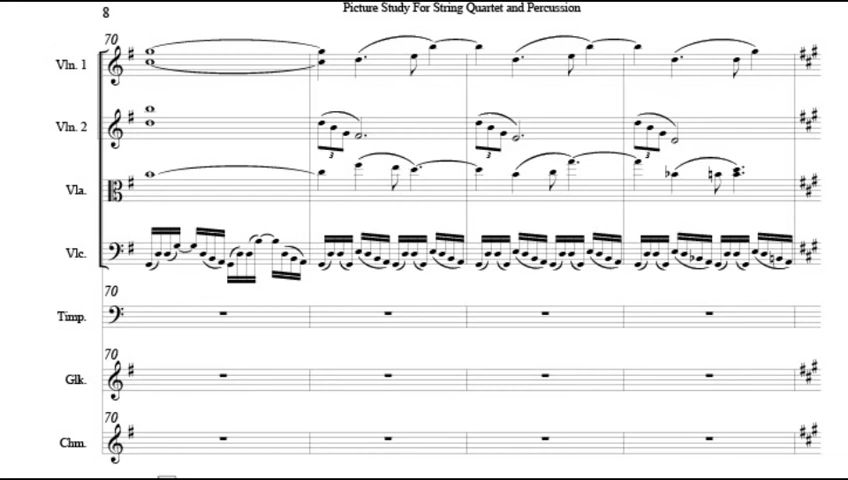 8
Picture Study For String Quartet and Percussion
70
Vln. 1
Vln. 2
3
3
3
Vla.
Vlc.
70
Timp.
70
Glk.
70
Chm.